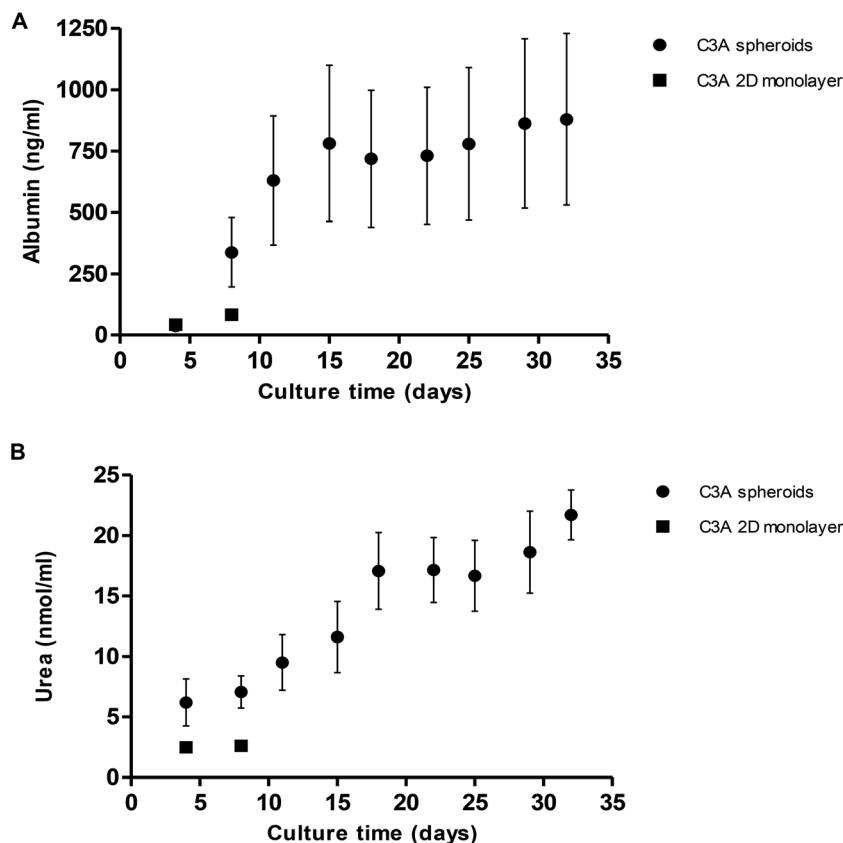 A
1250
1000
750
500
250
0
Albumin (ng/ml)
0 5 10 15 20 25 30 35
Culture time (days)
C3A spheroids
C3A 2D monolayer
B
25
20
15
10
5
0
Urea (nmol/ml)
0 5 10 15 20 25 30 35
Culture time (days)
C3A spheroids
C3A 2D monolayer